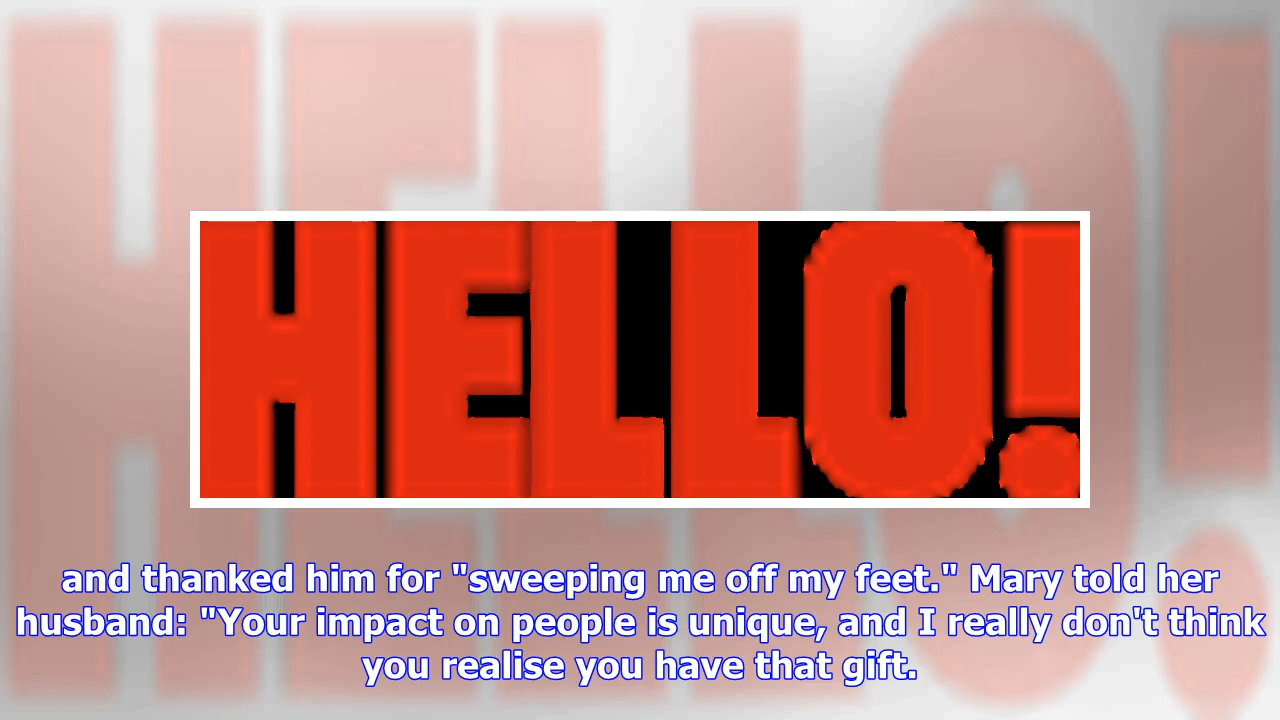 HELLO!
and thanked him for "sweeping me off my feet." Mary told her
husband: "Your impact on people is unique, and I really don't think
you realise you have that gift.